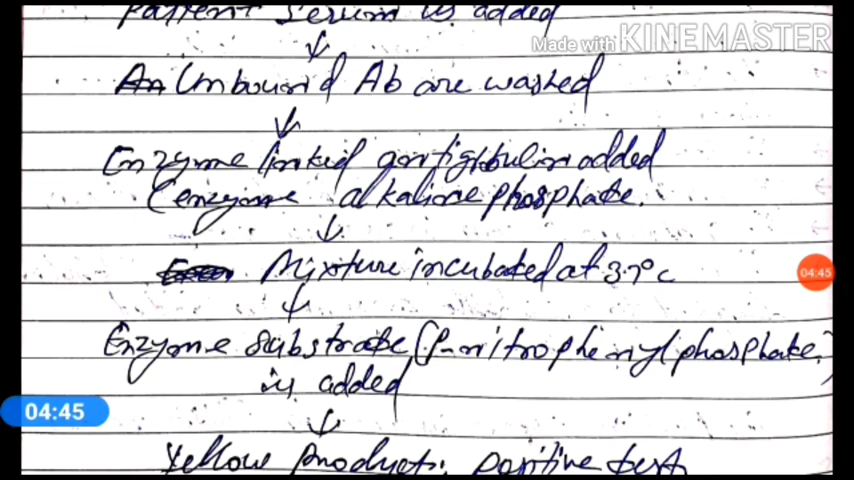 Patient serum is added
↓
Unbound Ab are washed
↓
Enzyme linked antiglobulin added
(enzyme alkaline phosphate.
↓
Mixture incubated at 37°c
↓
Enzyme substrate (P-nitrophenylphosphate)
is added
↓
Yellow product: positive test
Made with KINEMASTER
04:45
04:45